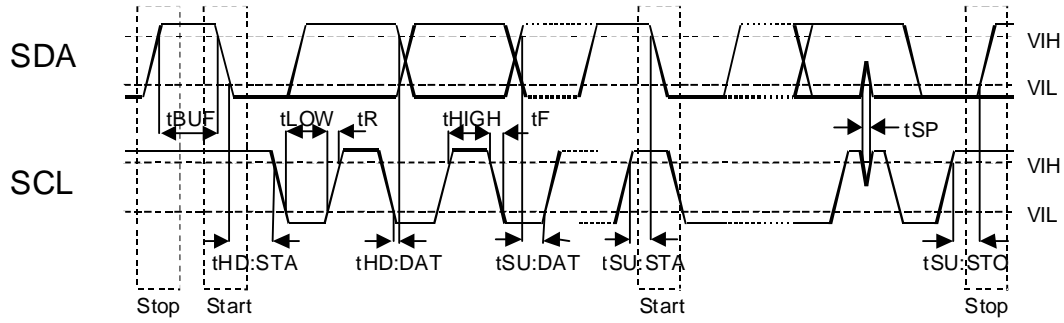 SDA
VIH
VIL
tBUF
tLOW
tR
tHIGH
tF
tSP
SCL
VIH
VIL
tHD:STA
tHD:DAT
tSU:DAT
tSU:STA
tSU:STO
Stop
Start
Start
Stop